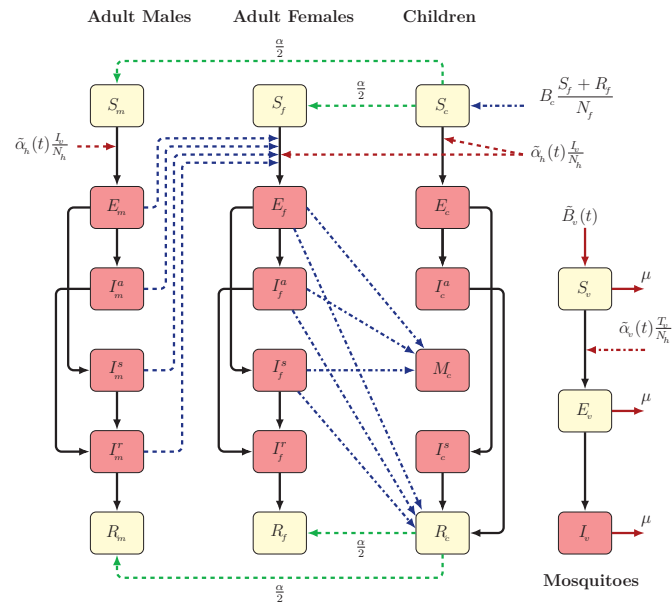 Adult Males Adult Females Children
α/2
S_m S_f α/2 S_c B_c (S_f + R_f)/N_f
α̃_h(t) I_v/N_h α̃_h(t) I_v/N_h
E_m E_f E_c
B̃_v(t)
I_m^a I_f^a I_c^a S_v μ
α̃_v(t) T_v/N_h
I_m^s I_f^s M_c
E_v μ
I_m^r I_f^r I_c^s
R_m R_f α/2 R_c I_v μ
Mosquitoes
α/2